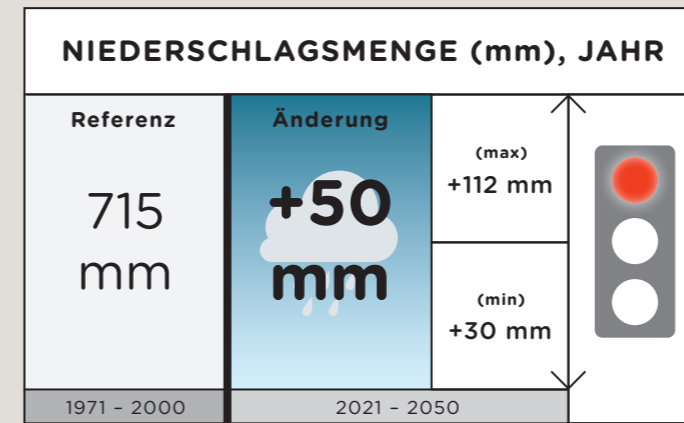 NIEDERSCHLAGSMENGE (mm), JAHR
Referenz
715
mm
Änderung
+50
mm
(max)
+112 mm
(min)
+30 mm
1971 – 2000
2021 – 2050